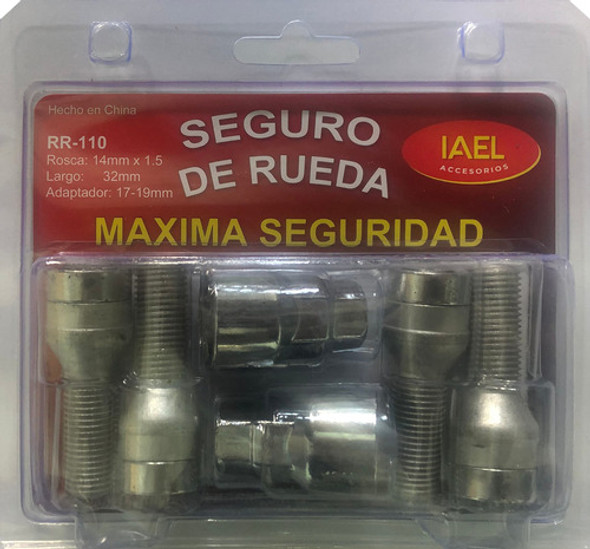 Hecho en China
RR-110
Rosca: 14mm x 1.5
Largo: 32mm
Adaptador: 17-19mm
SEGURO
DE RUEDA
IAEL
ACCESORIOS
MAXIMA SEGURIDAD